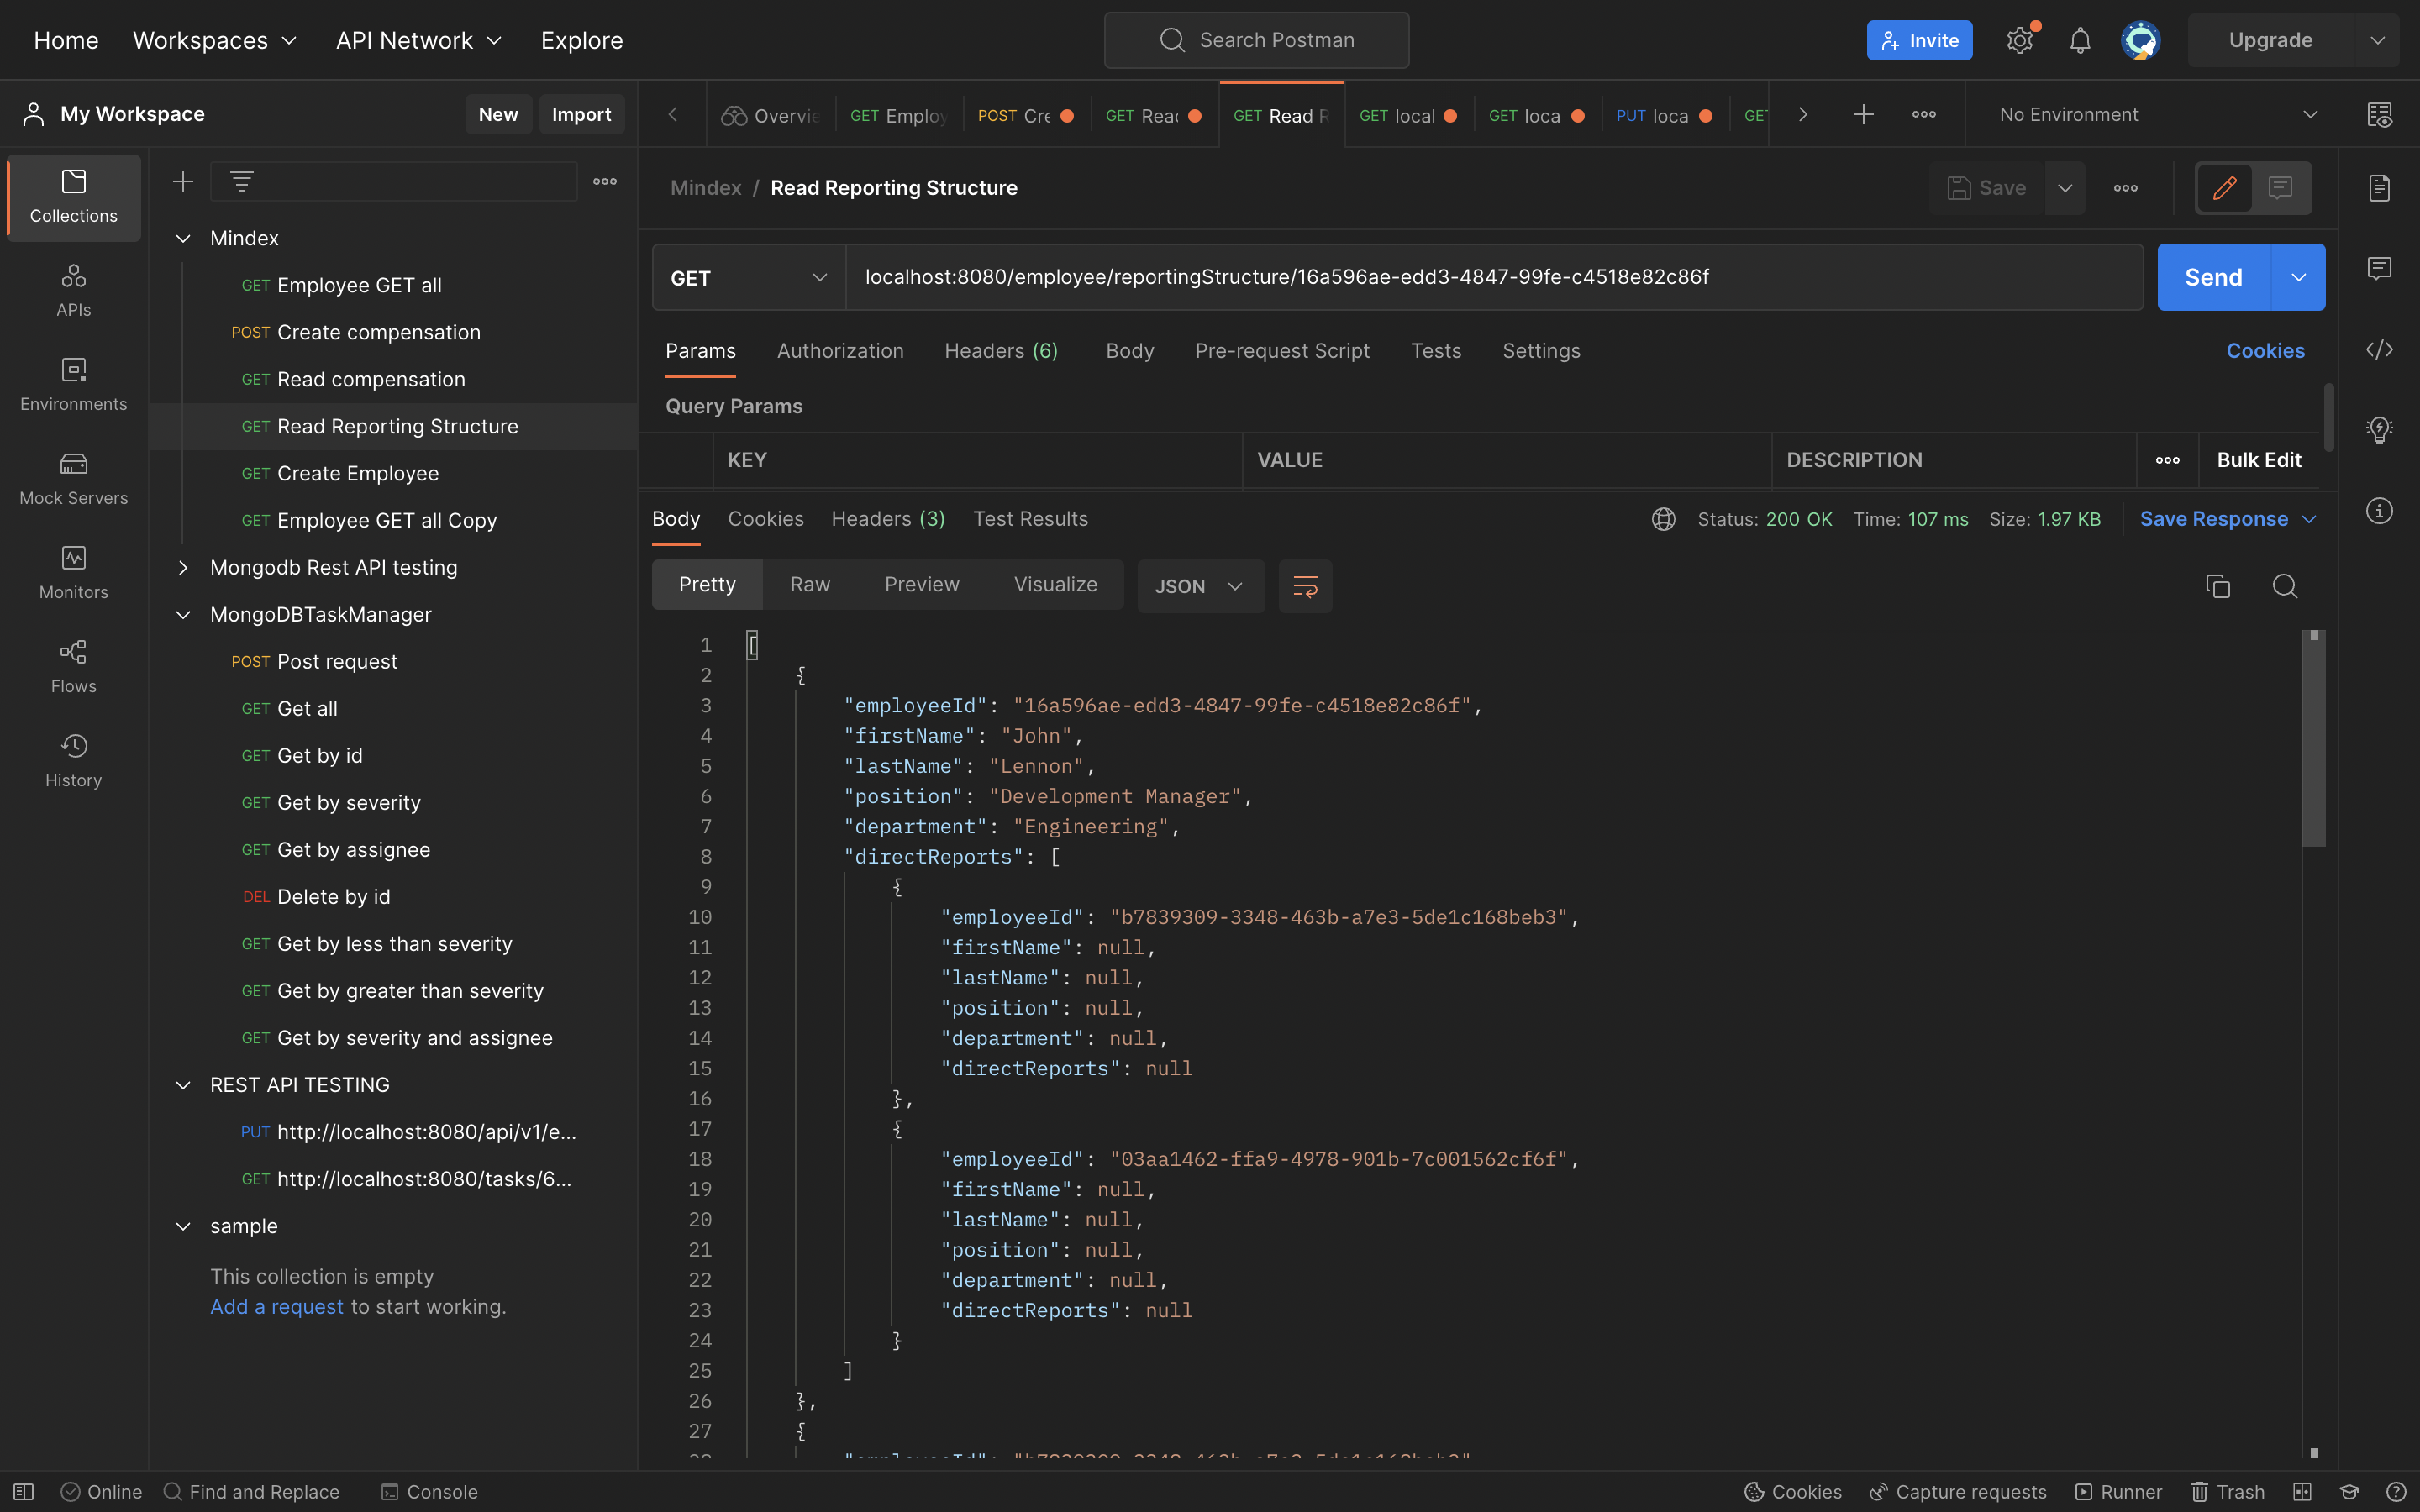 Home Workspaces API Network Explore Search Postman Invite Upgrade
My Workspace New Import
Overvie GET Employ POST Cre GET Read GET Read R GET local GET loca PUT loca GET No Environment
Collections
APIs
Environments
Mock Servers
Monitors
Flows
History
Mindex
GET Employee GET all
POST Create compensation
GET Read compensation
GET Read Reporting Structure
GET Create Employee
GET Employee GET all Copy
Mongodb Rest API testing
MongoDBTaskManager
POST Post request
GET Get all
GET Get by id
GET Get by severity
GET Get by assignee
DEL Delete by id
GET Get by less than severity
GET Get by greater than severity
GET Get by severity and assignee
REST API TESTING
PUT http://localhost:8080/api/v1/e...
GET http://localhost:8080/tasks/6...
sample
This collection is empty
Add a request to start working.
Mindex / Read Reporting Structure Save
GET localhost:8080/employee/reportingStructure/16a596ae-edd3-4847-99fe-c4518e82c86f Send
Params Authorization Headers (6) Body Pre-request Script Tests Settings Cookies
Query Params
KEY VALUE DESCRIPTION Bulk Edit
Body Cookies Headers (3) Test Results Status: 200 OK Time: 107 ms Size: 1.97 KB Save Response
Pretty Raw Preview Visualize JSON
1 [
2 {
3 "employeeId": "16a596ae-edd3-4847-99fe-c4518e82c86f",
4 "firstName": "John",
5 "lastName": "Lennon",
6 "position": "Development Manager",
7 "department": "Engineering",
8 "directReports": [
9 {
10 "employeeId": "b7839309-3348-463b-a7e3-5de1c168beb3",
11 "firstName": null,
12 "lastName": null,
13 "position": null,
14 "department": null,
15 "directReports": null
16 },
17 {
18 "employeeId": "03aa1462-ffa9-4978-901b-7c001562cf6f",
19 "firstName": null,
20 "lastName": null,
21 "position": null,
22 "department": null,
23 "directReports": null
24 }
25 ]
26 },
27 {
28 "employeeId": "b7839309-3348-463b-a7e3-5de1c168beb3"
Online Find and Replace Console Cookies Capture requests Runner Trash